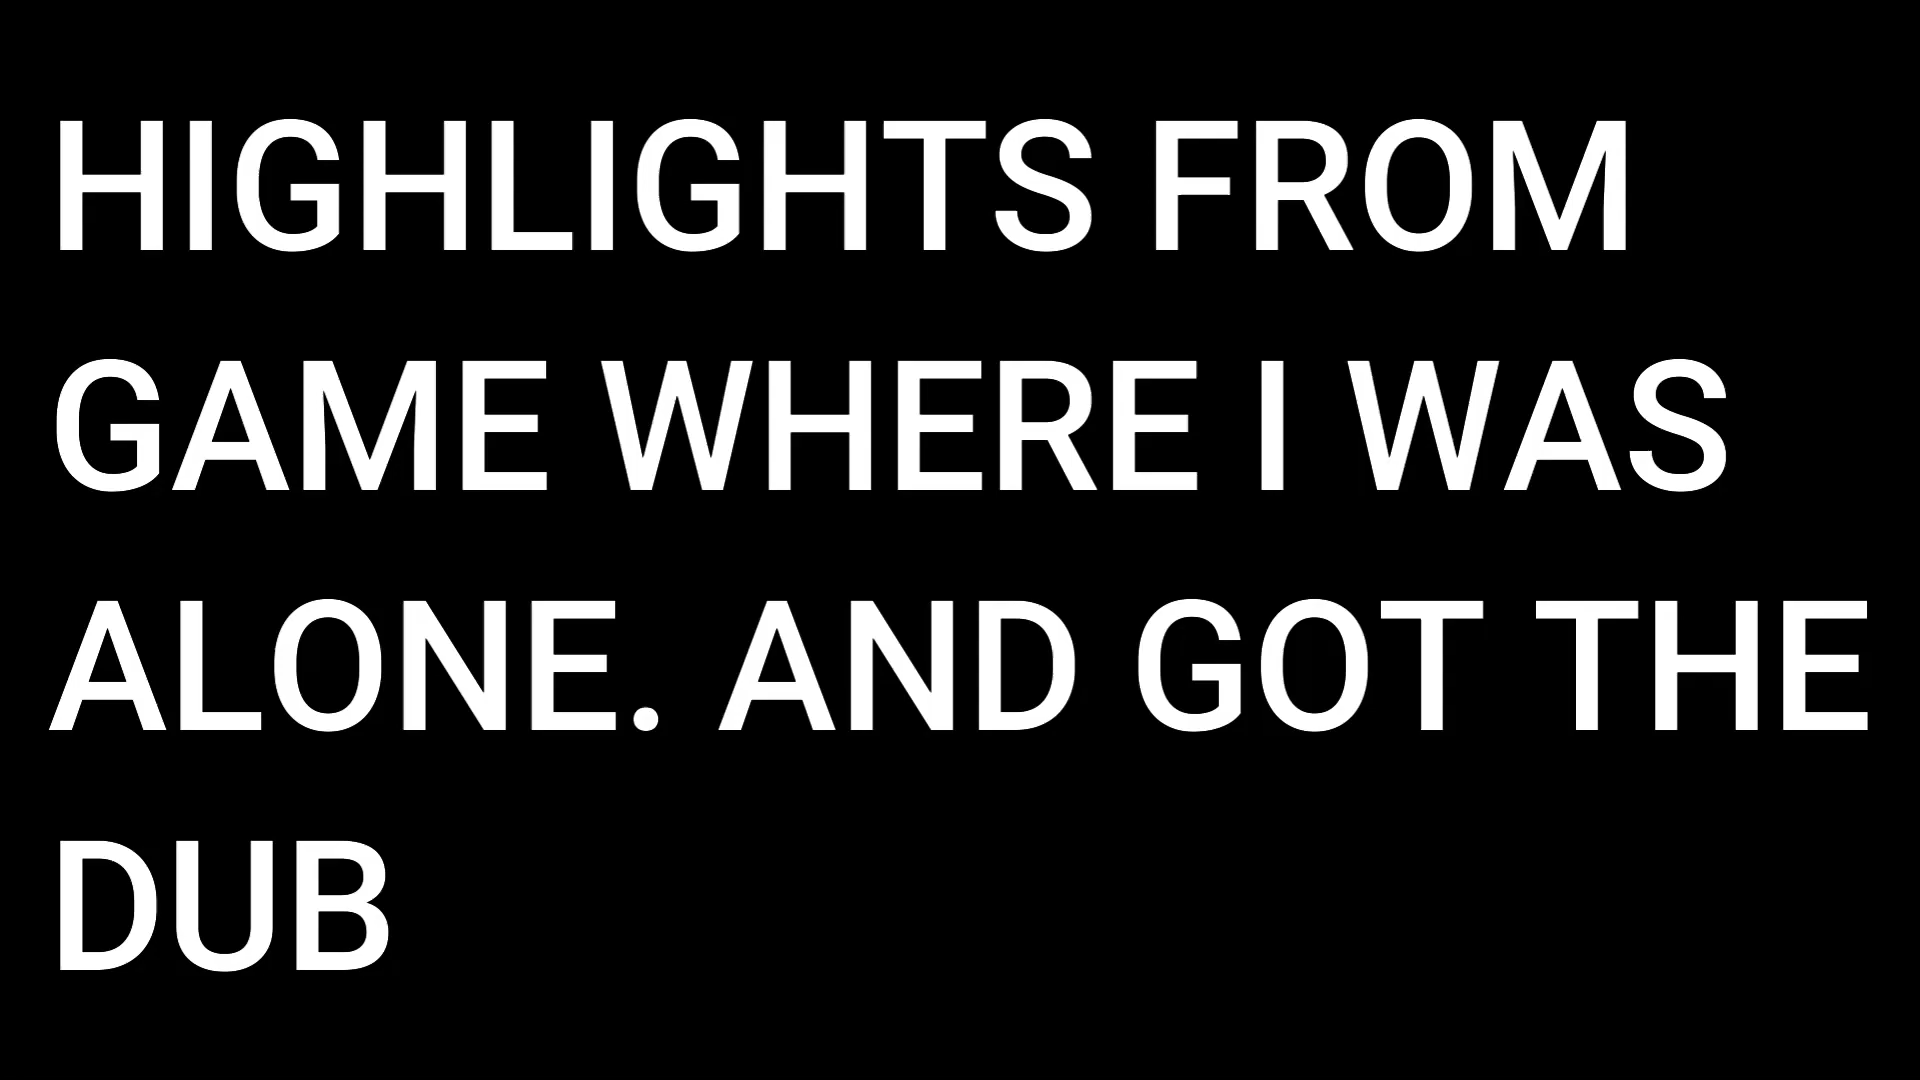 HIGHLIGHTS FROM
GAME WHERE I WAS
ALONE. AND GOT THE
DUB